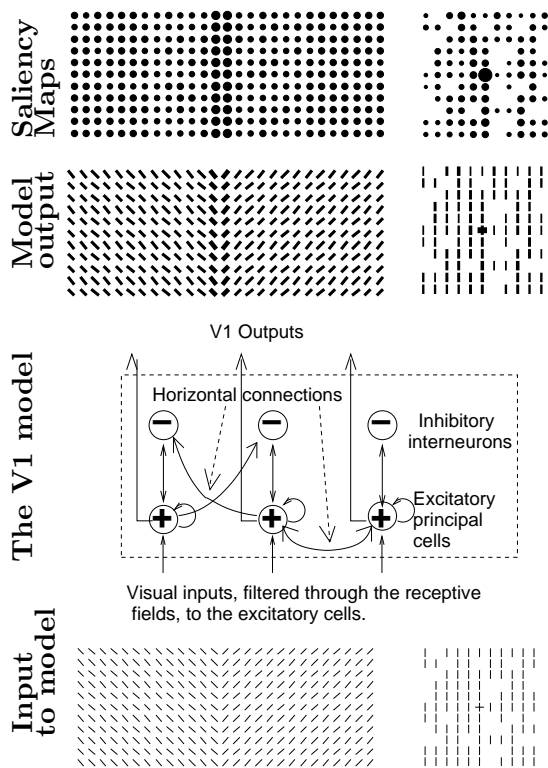 Saliency
Maps
Model
output
V1 Outputs
The V1 model
Horizontal connections
Inhibitory
interneurons
Excitatory
principal
cells
Visual inputs, filtered through the receptive
fields, to the excitatory cells.
Input
to model